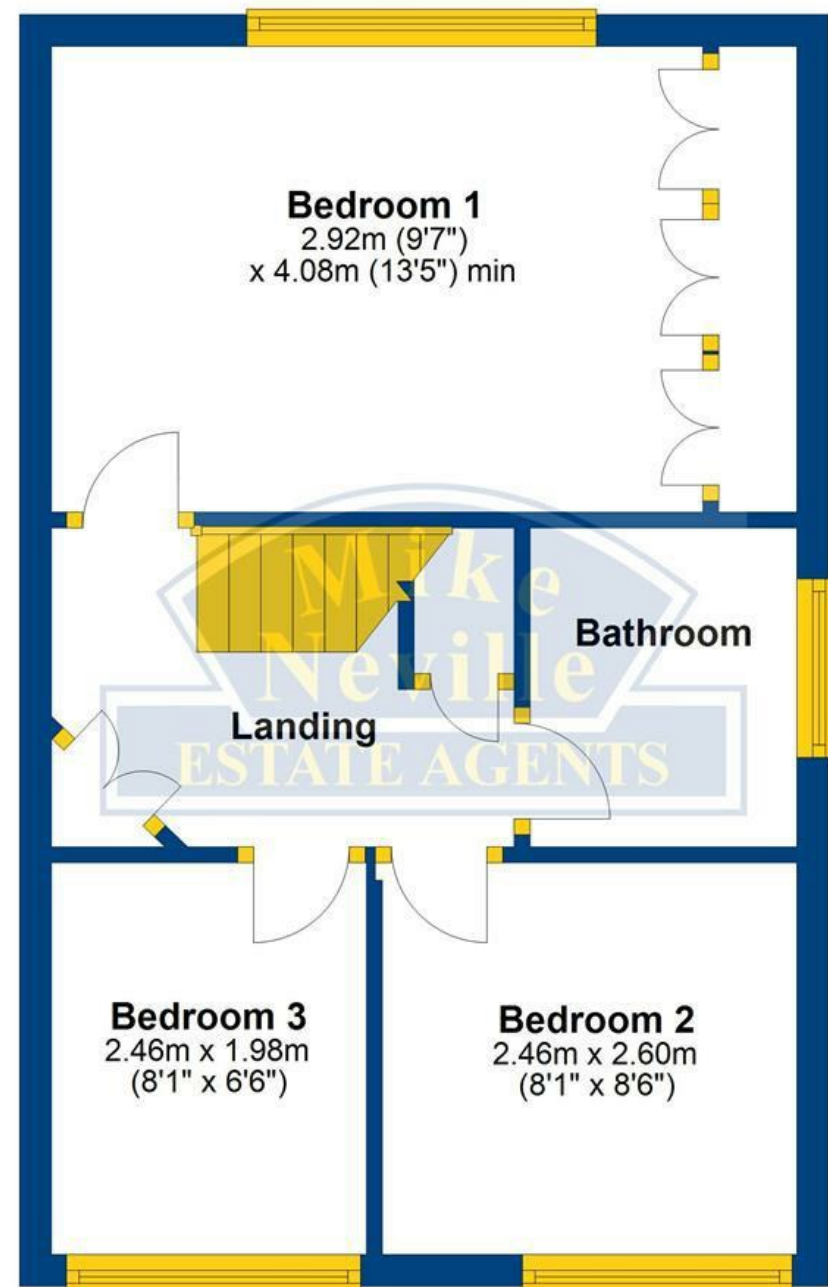 Bedroom 1
2.92m (9'7")
x 4.08m (13'5") min
Mike
Neville
ESTATE AGENTS
Bathroom
Landing
Bedroom 3
2.46m x 1.98m
(8'1" x 6'6")
Bedroom 2
2.46m x 2.60m
(8'1" x 8'6")